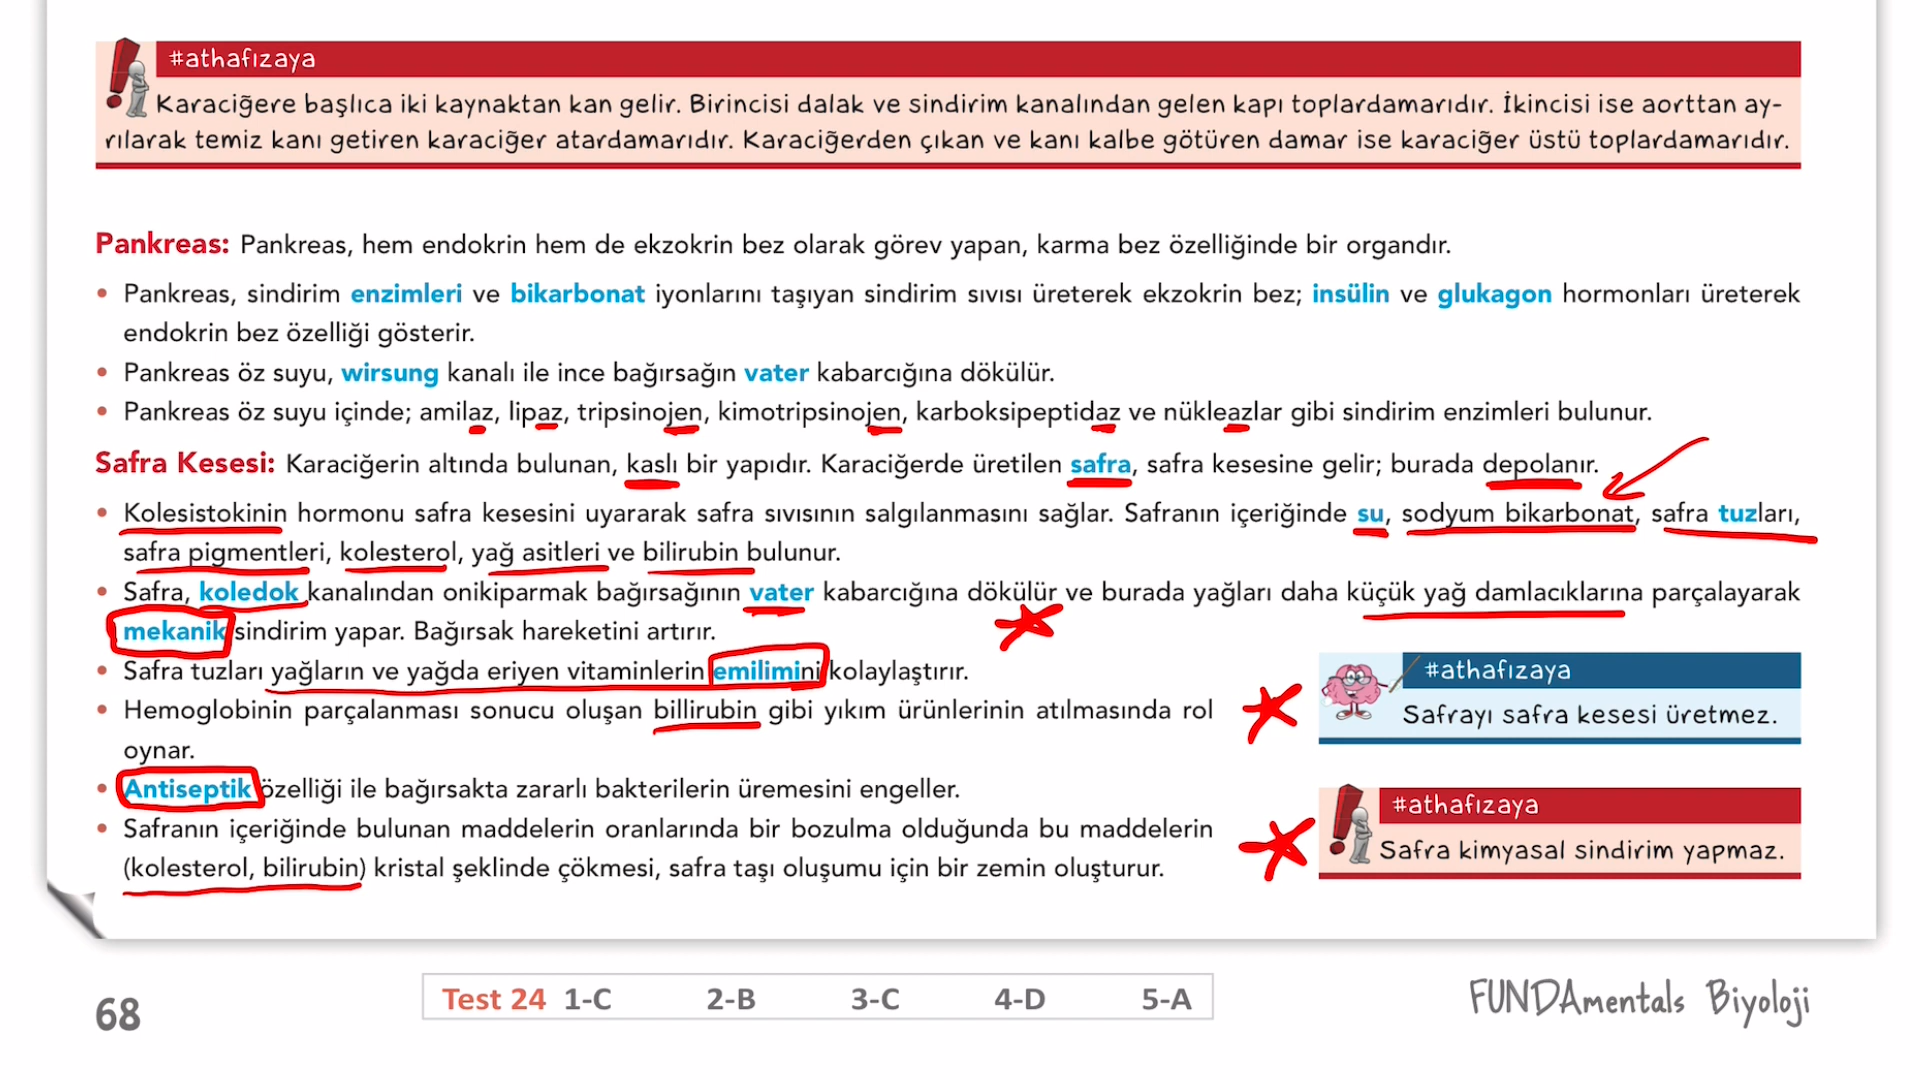 #athafızaya
Karaciğere başlıca iki kaynaktan kan gelir. Birincisi dalak ve sindirim kanalından gelen kapı toplardamarıdır. İkincisi ise aorttan ay-
rılarak temiz kanı getiren karaciğer atardamarıdır. Karaciğerden çıkan ve kanı kalbe götüren damar ise karaciğer üstü toplardamarıdır.
Pankreas: Pankreas, hem endokrin hem de ekzokrin bez olarak görev yapan, karma bez özelliğinde bir organdır.
• Pankreas, sindirim enzimleri ve bikarbonat iyonlarını taşıyan sindirim sıvısı üreterek ekzokrin bez; insülin ve glukagon hormonları üreterek
endokrin bez özelliği gösterir.
• Pankreas öz suyu, wirsung kanalı ile ince bağırsağın vater kabarcığına dökülür.
• Pankreas öz suyu içinde; amilaz, lipaz, tripsinojen, kimotripsinojen, karboksipeptidaz ve nükleazlar gibi sindirim enzimleri bulunur.
Safra Kesesi: Karaciğerin altında bulunan, kaslı bir yapıdır. Karaciğerde üretilen safra, safra kesesine gelir; burada depolanır.
• Kolesistokinin hormonu safra kesesini uyararak safra sıvısının salgılanmasını sağlar. Safranın içeriğinde su, sodyum bikarbonat, safra tuzları,
safra pigmentleri, kolesterol, yağ asitleri ve bilirubin bulunur.
• Safra, koledok kanalından onikiparmak bağırsağının vater kabarcığına dökülür ve burada yağları daha küçük yağ damlacıklarına parçalayarak
mekanik sindirim yapar. Bağırsak hareketini artırır.
• Safra tuzları yağların ve yağda eriyen vitaminlerin emilimini kolaylaştırır.
• Hemoglobinin parçalanması sonucu oluşan billirubin gibi yıkım ürünlerinin atılmasında rol
oynar.
• Antiseptik özelliği ile bağırsakta zararlı bakterilerin üremesini engeller.
• Safranın içeriğinde bulunan maddelerin oranlarında bir bozulma olduğunda bu maddelerin
(kolesterol, bilirubin) kristal şeklinde çökmesi, safra taşı oluşumu için bir zemin oluşturur.
#athafızaya
Safrayı safra kesesi üretmez.
#athafızaya
Safra kimyasal sindirim yapmaz.
68
Test 24 1-C 2-B 3-C 4-D 5-A
FUNDAmentals Biyoloji